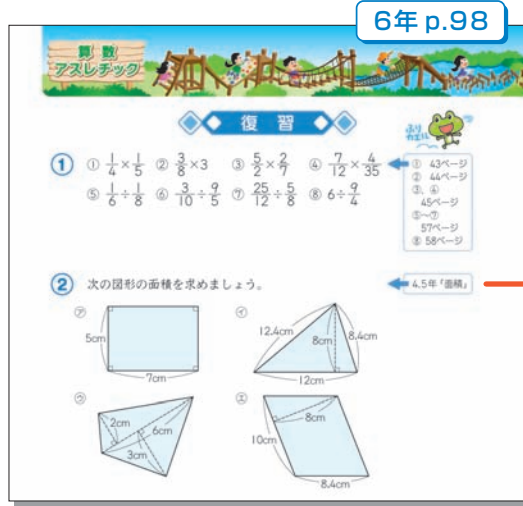 6年 p.98
算数
アスレチック
復習
ふり
カエル
① ① 1/4×1/5 ② 3/8×3 ③ 5/2×2/7 ④ 7/12×4/35
⑤ 1/6÷1/8 ⑥ 3/10÷9/5 ⑦ 25/12÷5/8 ⑧ 6÷9/4
① 43ページ
② 44ページ
③、④
45ページ
⑤〜⑦
57ページ
⑧ 58ページ
② 次の図形の面積を求めましょう。
4,5年「面積」
㋐
5cm
7cm
㋑
12.4cm
8cm
8.4cm
12cm
㋒
2cm
6cm
3cm
㋓
8cm
10cm
8.4cm